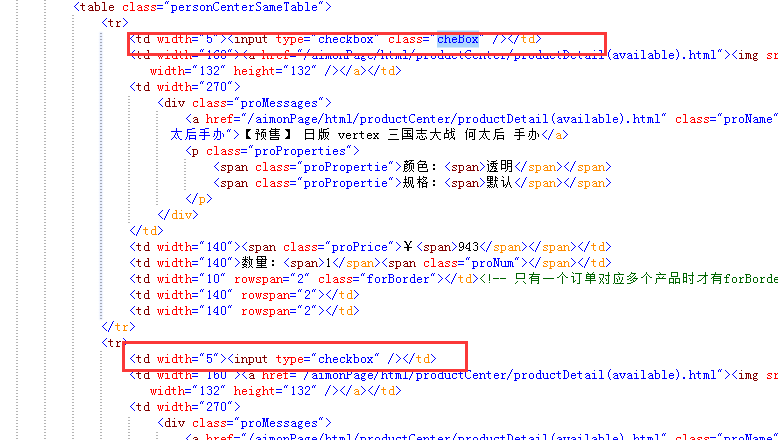 <table class="personCenterSameTable">
<tr>
<td width="5"><input type="checkbox" class="cheBox" /></td>
<td width="160"><a href="/aimonPage/html/productCenter/productDetail(available).html"><img sr
width="132" height="132" /></a></td>
<td width="270">
<div class="proMessages">
<a href="/aimonPage/html/productCenter/productDetail(available).html" class="proName"
太后手办">【预售】 日版 vertex 三国志大战 何太后 手办</a>
<p class="proProperties">
<span class="proPropertie">颜色：<span>透明</span></span>
<span class="proPropertie">规格：<span>默认</span></span>
</p>
</div>
</td>
<td width="140"><span class="proPrice">￥<span>943</span></span></td>
<td width="140">数量：<span>1</span><span class="proNum"></span></td>
<td width="10" rowspan="2" class="forBorder"></td><!-- 只有一个订单对应多个产品时才有forBorde
<td width="140" rowspan="2"></td>
<td width="140" rowspan="2"></td>
</tr>
<tr>
<td width="5"><input type="checkbox" /></td>
<td width="160"><a href="/aimonPage/html/productCenter/productDetail(available).html"><img sr
width="132" height="132" /></a></td>
<td width="270">
<div class="proMessages">
<a href="/aimonPage/html/productCenter/productDetail(available).html" class="proName"